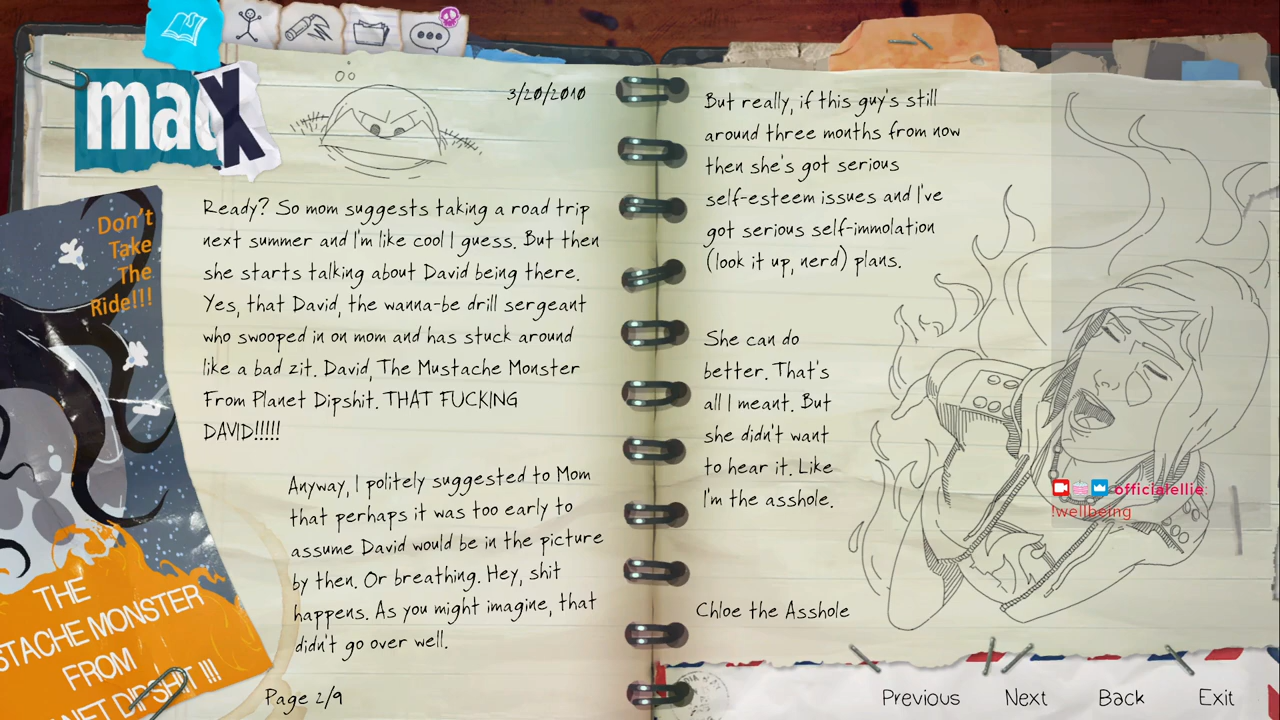 max
3/20/2010
Don't
Take
The
Ride!!!
Ready? So mom suggests taking a road trip
next summer and I'm like cool I guess. But then
she starts talking about David being there.
Yes, that David, the wanna-be drill sergeant
who swooped in on mom and has stuck around
like a bad zit. David, The Mustache Monster
From Planet Dipshit. THAT FUCKING
DAVID!!!!!
Anyway, I politely suggested to Mom
that perhaps it was too early to
assume David would be in the picture
by then. Or breathing. Hey, shit
happens. As you might imagine, that
didn't go over well.
THE
STACHE MONSTER
FROM
NET DIPSHIT !!!
Page 2/9
But really, if this guy's still
around three months from now
then she's got serious
self-esteem issues and I've
got serious self-immolation
(look it up, nerd) plans.
She can do
better. That's
all I meant. But
she didn't want
to hear it. Like
I'm the asshole.
Chloe the Asshole
officialellie:
!wellbeing
Previous Next Back Exit